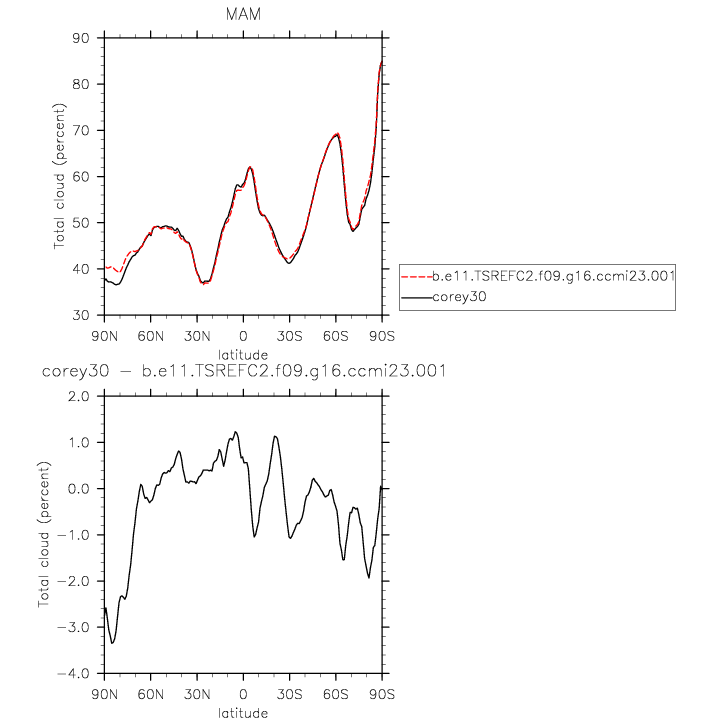 MAM
90
80
70
60
50
40
30
Total cloud (percent)
90N 60N 30N 0 30S 60S 90S
latitude
b.e11.TSREFC2.f09.g16.ccmi23.001
corey30
corey30 − b.e11.TSREFC2.f09.g16.ccmi23.001
2.0
1.0
0.0
−1.0
−2.0
−3.0
−4.0
Total cloud (percent)
90N 60N 30N 0 30S 60S 90S
latitude